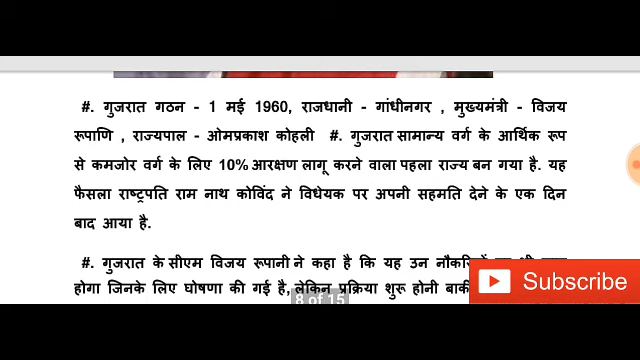 #. गुजरात गठन - 1 मई 1960, राजधानी - गांधीनगर , मुख्यमंत्री - विजय
रूपाणि , राज्यपाल - ओमप्रकाश कोहली #. गुजरात सामान्य वर्ग के आर्थिक रूप
से कमजोर वर्ग के लिए 10% आरक्षण लागू करने वाला पहला राज्य बन गया है. यह
फैसला राष्ट्रपति राम नाथ कोविंद ने विधेयक पर अपनी सहमति देने के एक दिन
बाद आया है.
#. गुजरात के सीएम विजय रूपानी ने कहा है कि यह उन
होगा जिनके लिए घोषणा की गई है, लेकिन प्रक्रिया शुरू होनी
8 of 15
Subscribe